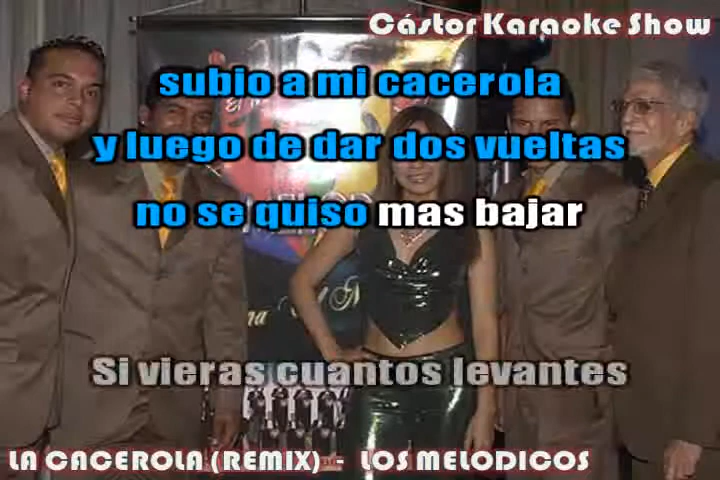 Cástor Karaoke Show
subio a mi cacerola
y luego de dar dos vueltas
no se quiso mas bajar
Si vieras cuantos levantes
LA CACEROLA (REMIX) - LOS MELODICOS